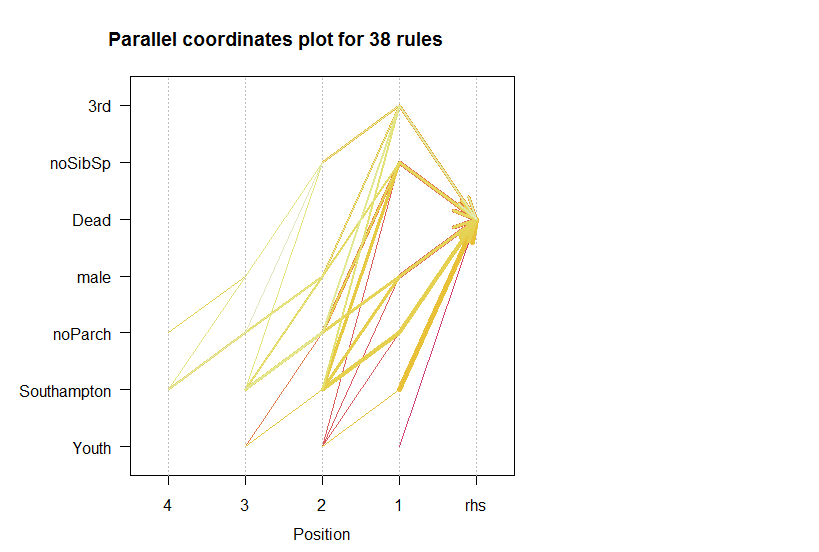 Parallel coordinates plot for 38 rules
3rd
noSibSp
Dead
male
noParch
Southampton
Youth
4 3 2 1 rhs
Position